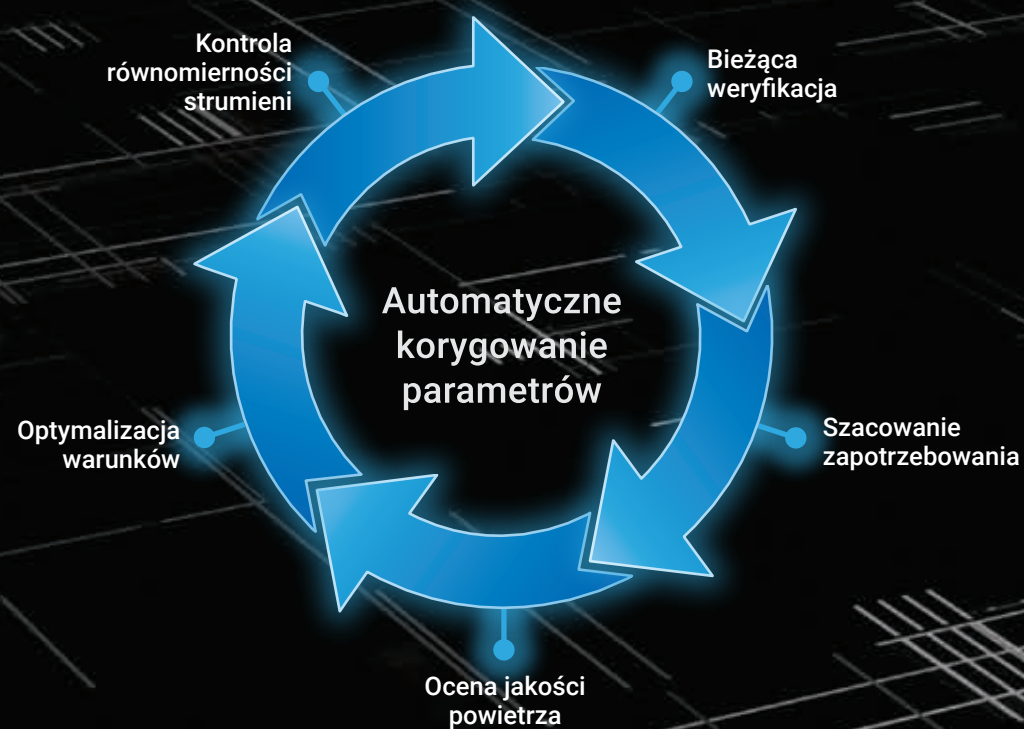 Kontrola
równomierności
strumieni
Bieżąca
weryfikacja
Automatyczne
korygowanie
parametrów
Optymalizacja
warunków
Szacowanie
zapotrzebowania
Ocena jakości
powietrza